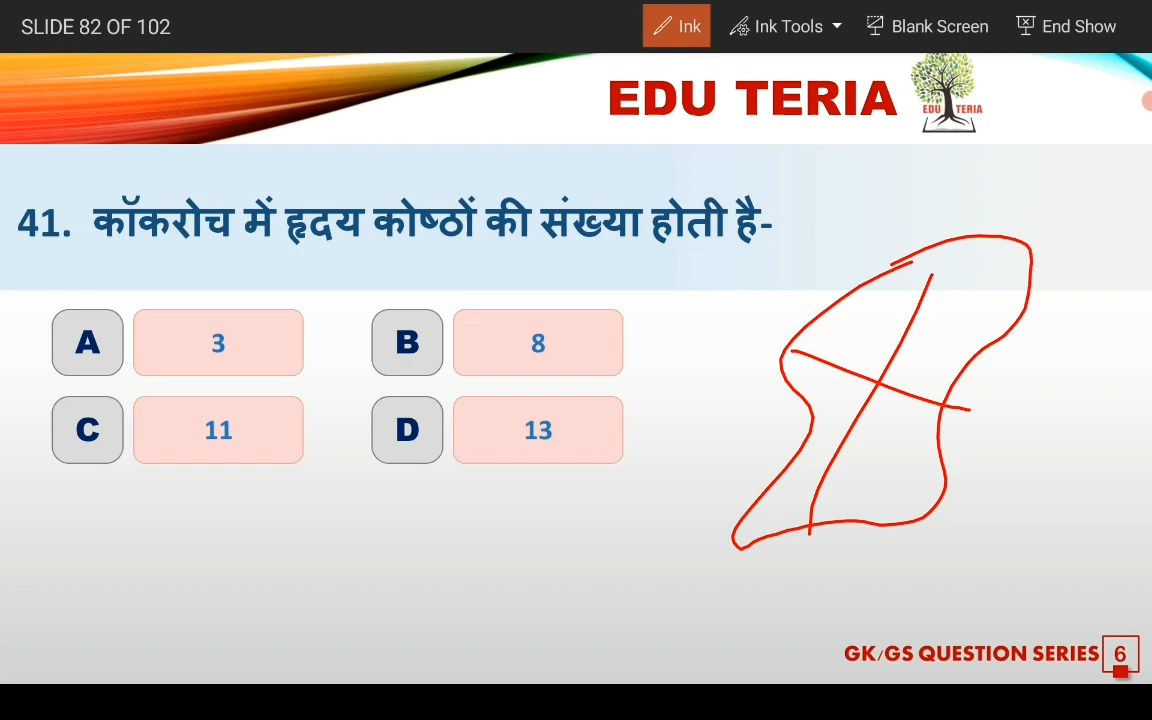 SLIDE 82 OF 102
Ink
Ink Tools
Blank Screen
End Show
EDU TERIA
EDU TERIA
41. कॉकरोच में हृदय कोष्ठों की संख्या होती है-
A 3
B 8
C 11
D 13
GK/GS QUESTION SERIES 6